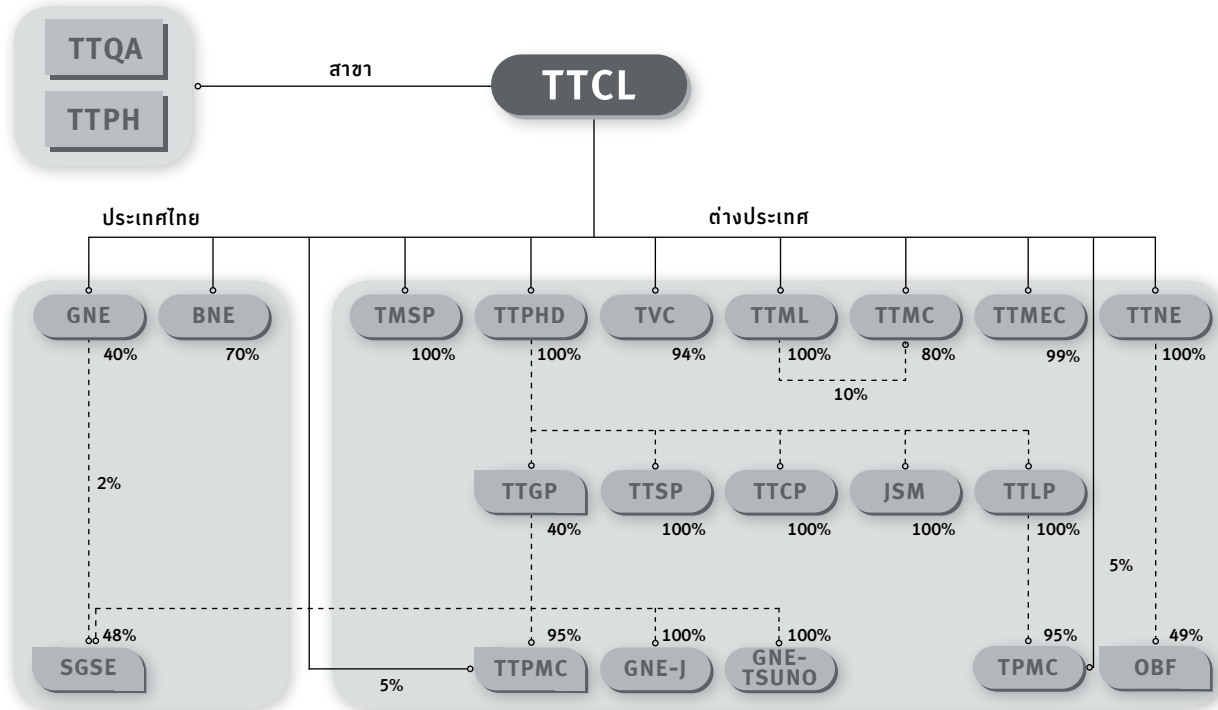 TTQA
TTPH
สาขา
TTCL
ประเทศไทย
ต่างประเทศ
GNE
BNE
TMSP
TTPHD
TVC
TTML
TTMC
TTMEC
TTNE
40%
70%
100%
100%
94%
100%
80%
99%
100%
10%
2%
TTGP
TTSP
TTCP
JSM
TTLP
40%
100%
100%
100%
100%
5%
48%
95%
100%
100%
95%
49%
SGSE
TTPMC
GNE-J
GNE-
TSUNO
TPMC
OBF
5%